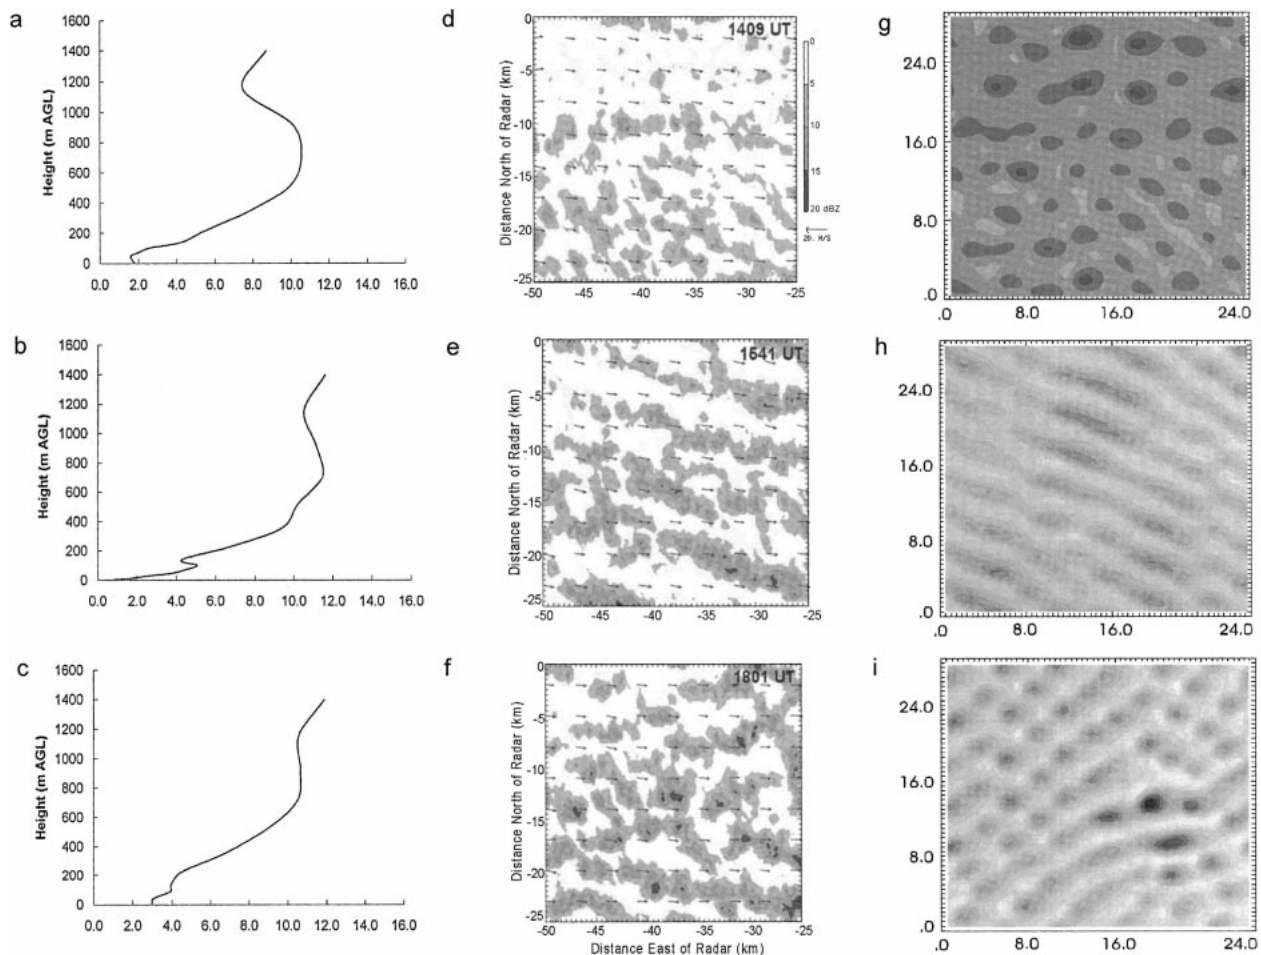 a
1600
1400
1200
1000
800
600
400
200
0
Height (m AGL)
0.0 2.0 4.0 6.0 8.0 10.0 12.0 14.0 16.0
d
1409 UT
0
-5
-10
-15
-20
-25
Distance North of Radar (km)
-50 -45 -40 -35 -30 -25
0
5
10
15
20 dBZ
20. M/S
g
24.0
16.0
8.0
.0
.0 8.0 16.0 24.0
b
1600
1400
1200
1000
800
600
400
200
0
Height (m AGL)
0.0 2.0 4.0 6.0 8.0 10.0 12.0 14.0 16.0
e
1541 UT
0
-5
-10
-15
-20
-25
Distance North of Radar (km)
-50 -45 -40 -35 -30 -25
h
24.0
16.0
8.0
.0
.0 8.0 16.0 24.0
c
1600
1400
1200
1000
800
600
400
200
0
Height (m AGL)
0.0 2.0 4.0 6.0 8.0 10.0 12.0 14.0 16.0
f
1801 UT
0
-5
-10
-15
-20
-25
Distance North of Radar (km)
-50 -45 -40 -35 -30 -25
Distance East of Radar (km)
i
24.0
16.0
8.0
.0
.0 8.0 16.0 24.0